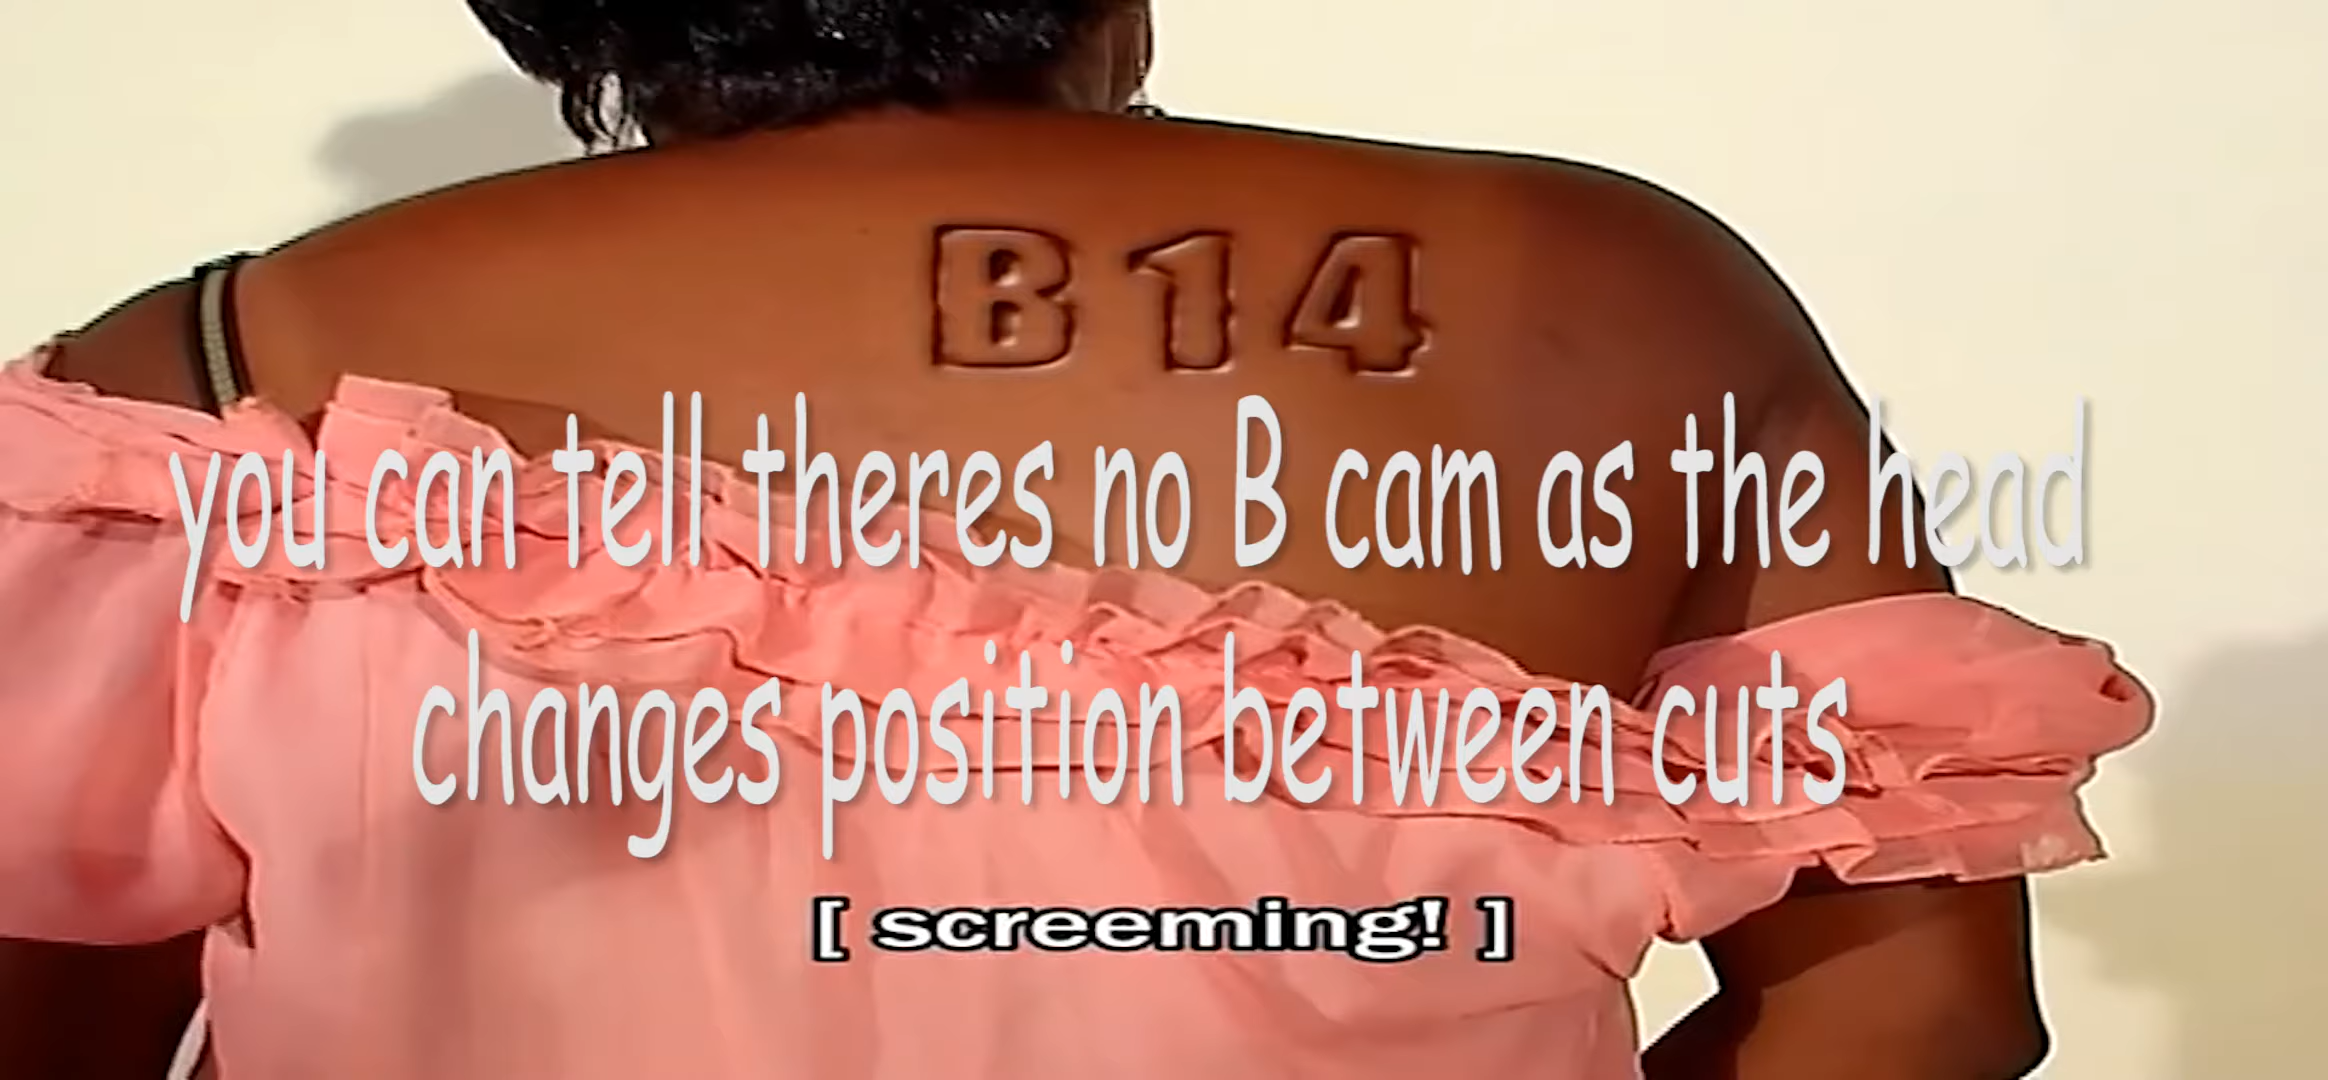 B14
you can tell theres no B cam as the head
changes position between cuts
[ screeming! ]